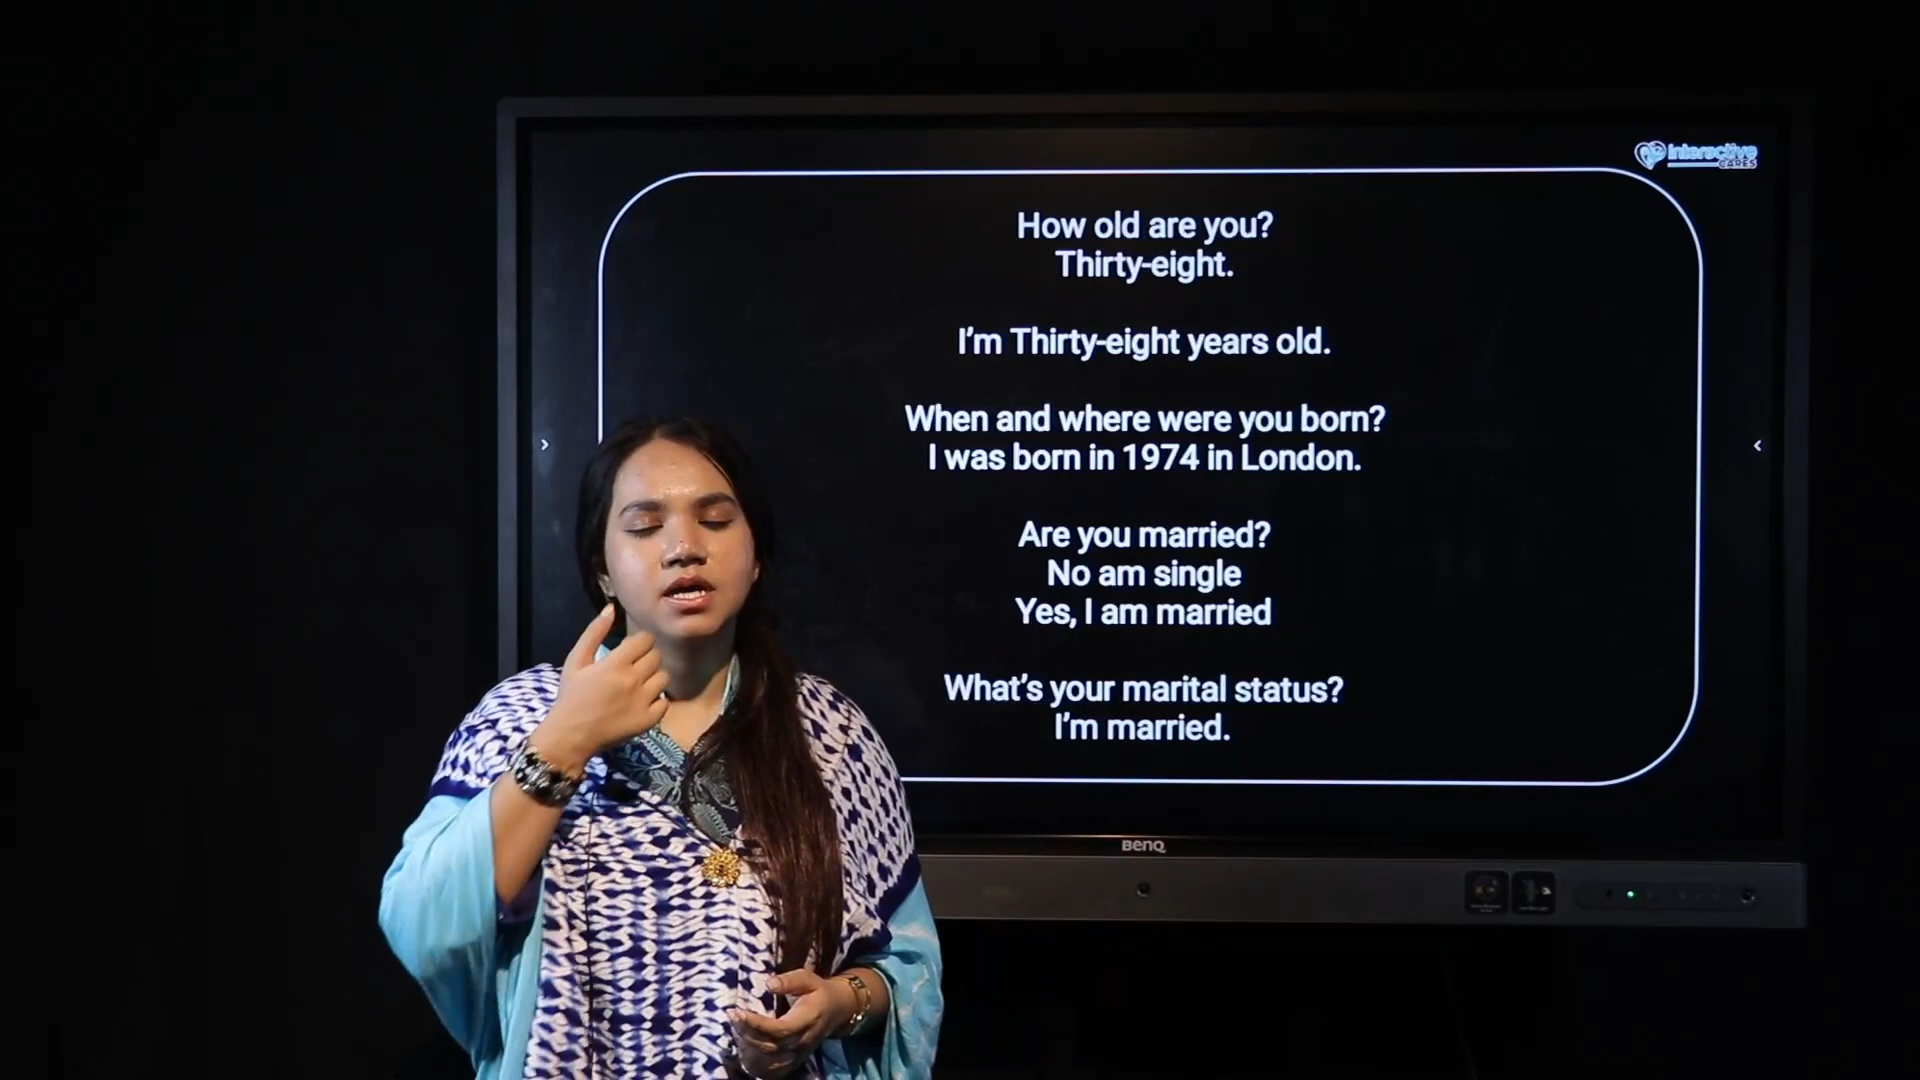 interactive
CARES
How old are you?
Thirty-eight.
I'm Thirty-eight years old.
When and where were you born?
I was born in 1974 in London.
Are you married?
No am single
Yes, I am married
What's your marital status?
I'm married.
BenQ